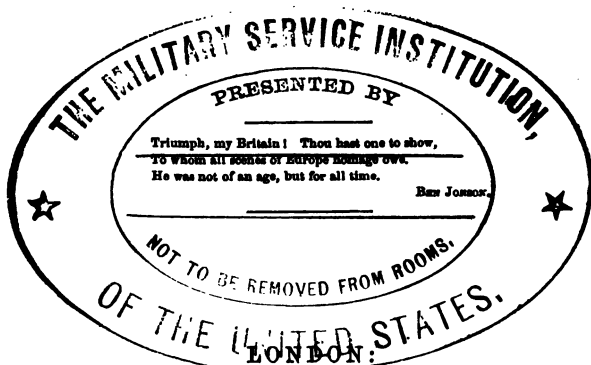 THE MILITARY SERVICE INSTITUTION,
PRESENTED BY
Triumph, my Britain! Thou hast one to show,
To whom all scenes of Europe homage owe.
He was not of an age, but for all time.
BEN JONSON.
NOT TO BE REMOVED FROM ROOMS.
OF THE UNITED STATES.
LONDON: